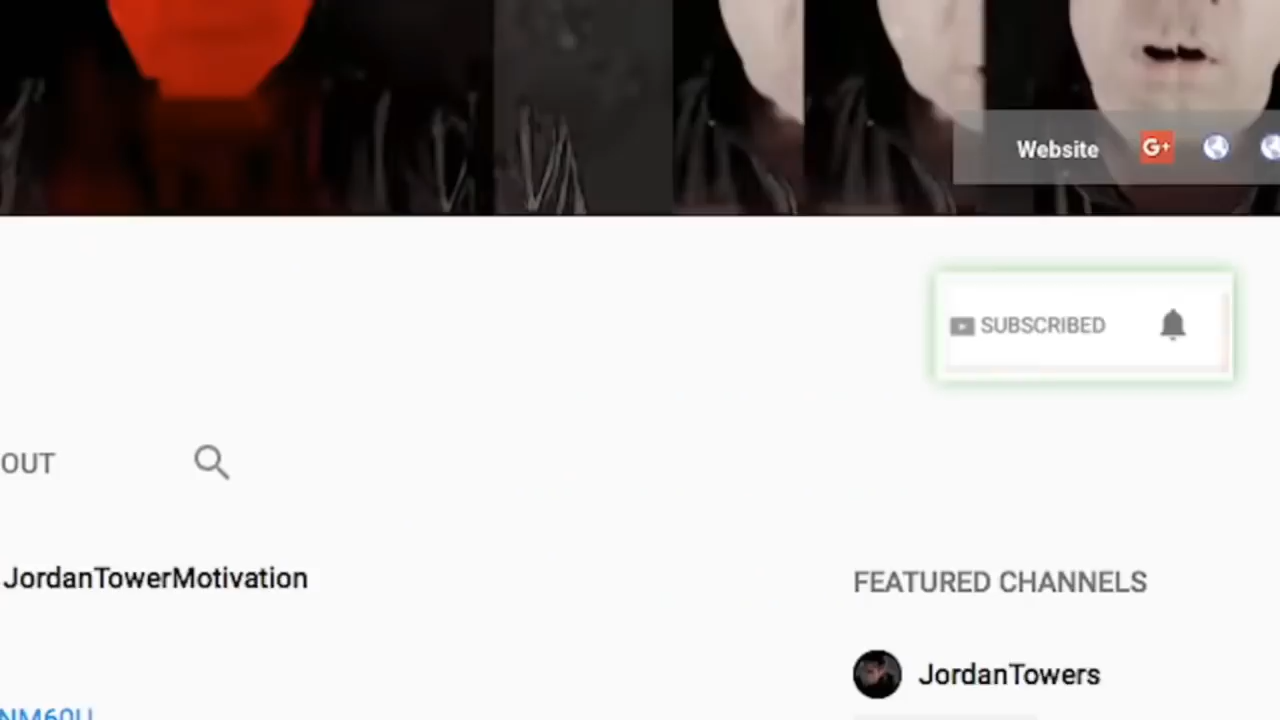 Website G+
SUBSCRIBED
OUT
JordanTowerMotivation
FEATURED CHANNELS
JordanTowers